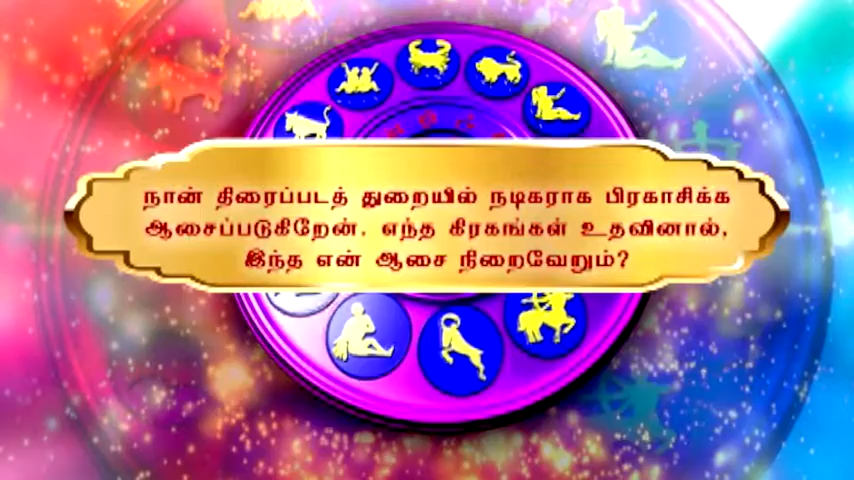 நான் திரைப்படத் துறையில் நடிகராக பிரகாசிக்க
ஆசைப்படுகிறேன். எந்த கிரகங்கள் உதவினால்,
இந்த என் ஆசை நிறைவேறும்?